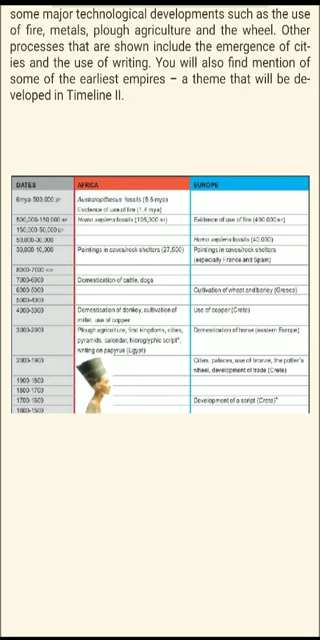 some major technological developments such as the use
of fire, metals, plough agriculture and the wheel. Other
processes that are shown include the emergence of cit-
ies and the use of writing. You will also find mention of
some of the earliest empires – a theme that will be de-
veloped in Timeline II.
DATES AFRICA EUROPE
6 mya-500,000 BP Australopithecus fossils (5.6 mya)
Evidence of use of fire (1.4 mya)
500,000-150,000 BP Homo sapiens fossils (195,000 BP) Evidence of use of fire (400,000 BP)
150,000-50,000 BP
50,000-30,000 Homo sapiens fossils (40,000)
30,000-10,000 Paintings in caves/rock shelters (27,500) Paintings in caves/rock shelters
(especially France and Spain)
8000-7000 BCE
7000-6000 Domestication of cattle, dogs
6000-5000 Cultivation of wheat and barley (Greece)
5000-4000
4000-3000 Domestication of donkey, cultivation of Use of copper (Crete)
millet, use of copper
3000-2000 Plough agriculture, first kingdoms, cities, Domestication of horse (eastern Europe)
pyramids, calendar, hieroglyphic script*,
writing on papyrus (Egypt)
2000-1900 Cities, palaces, use of bronze, the potter's
wheel, development of trade (Crete)
1900-1800
1800-1700
1700-1600 Development of a script (Crete)*
1600-1500